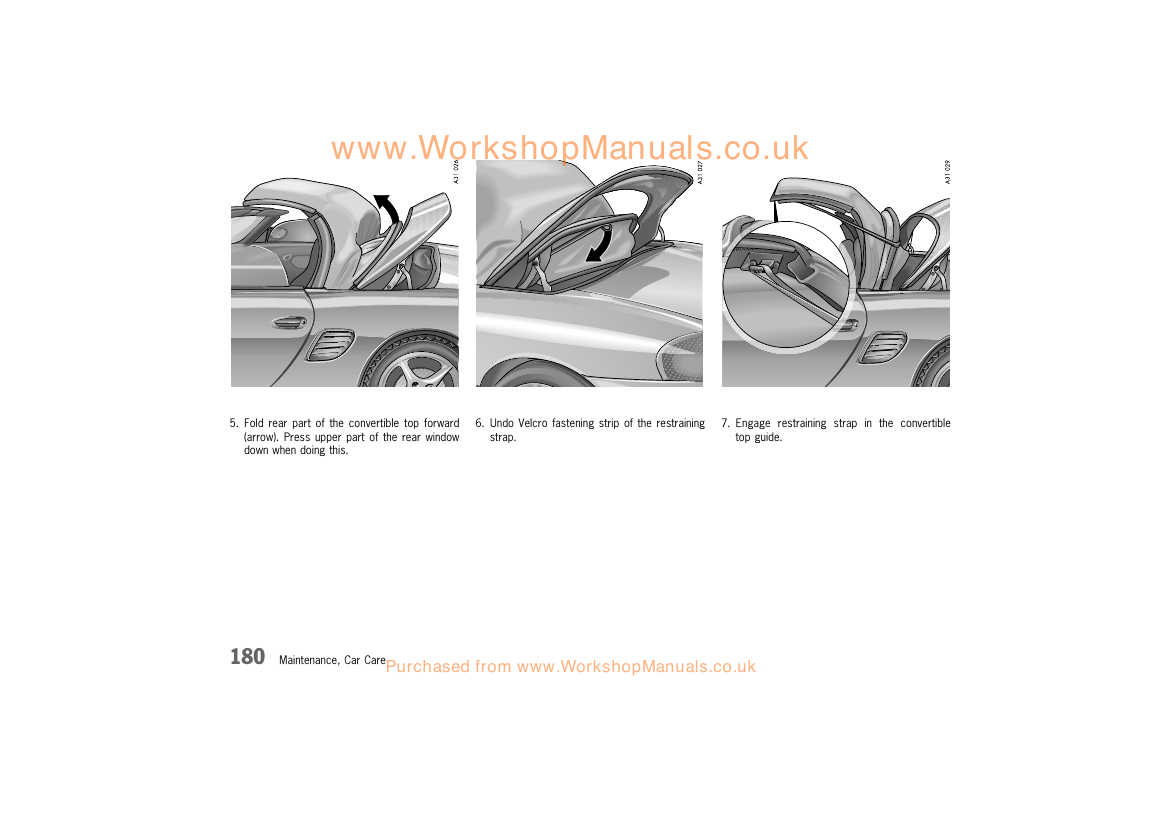 www.WorkshopManuals.co.uk
A31 026
A31 027
A31 029
5. Fold rear part of the convertible top forward
(arrow). Press upper part of the rear window
down when doing this.
6. Undo Velcro fastening strip of the restraining
strap.
7. Engage restraining strap in the convertible
top guide.
180 Maintenance, Car Care
Purchased from www.WorkshopManuals.co.uk